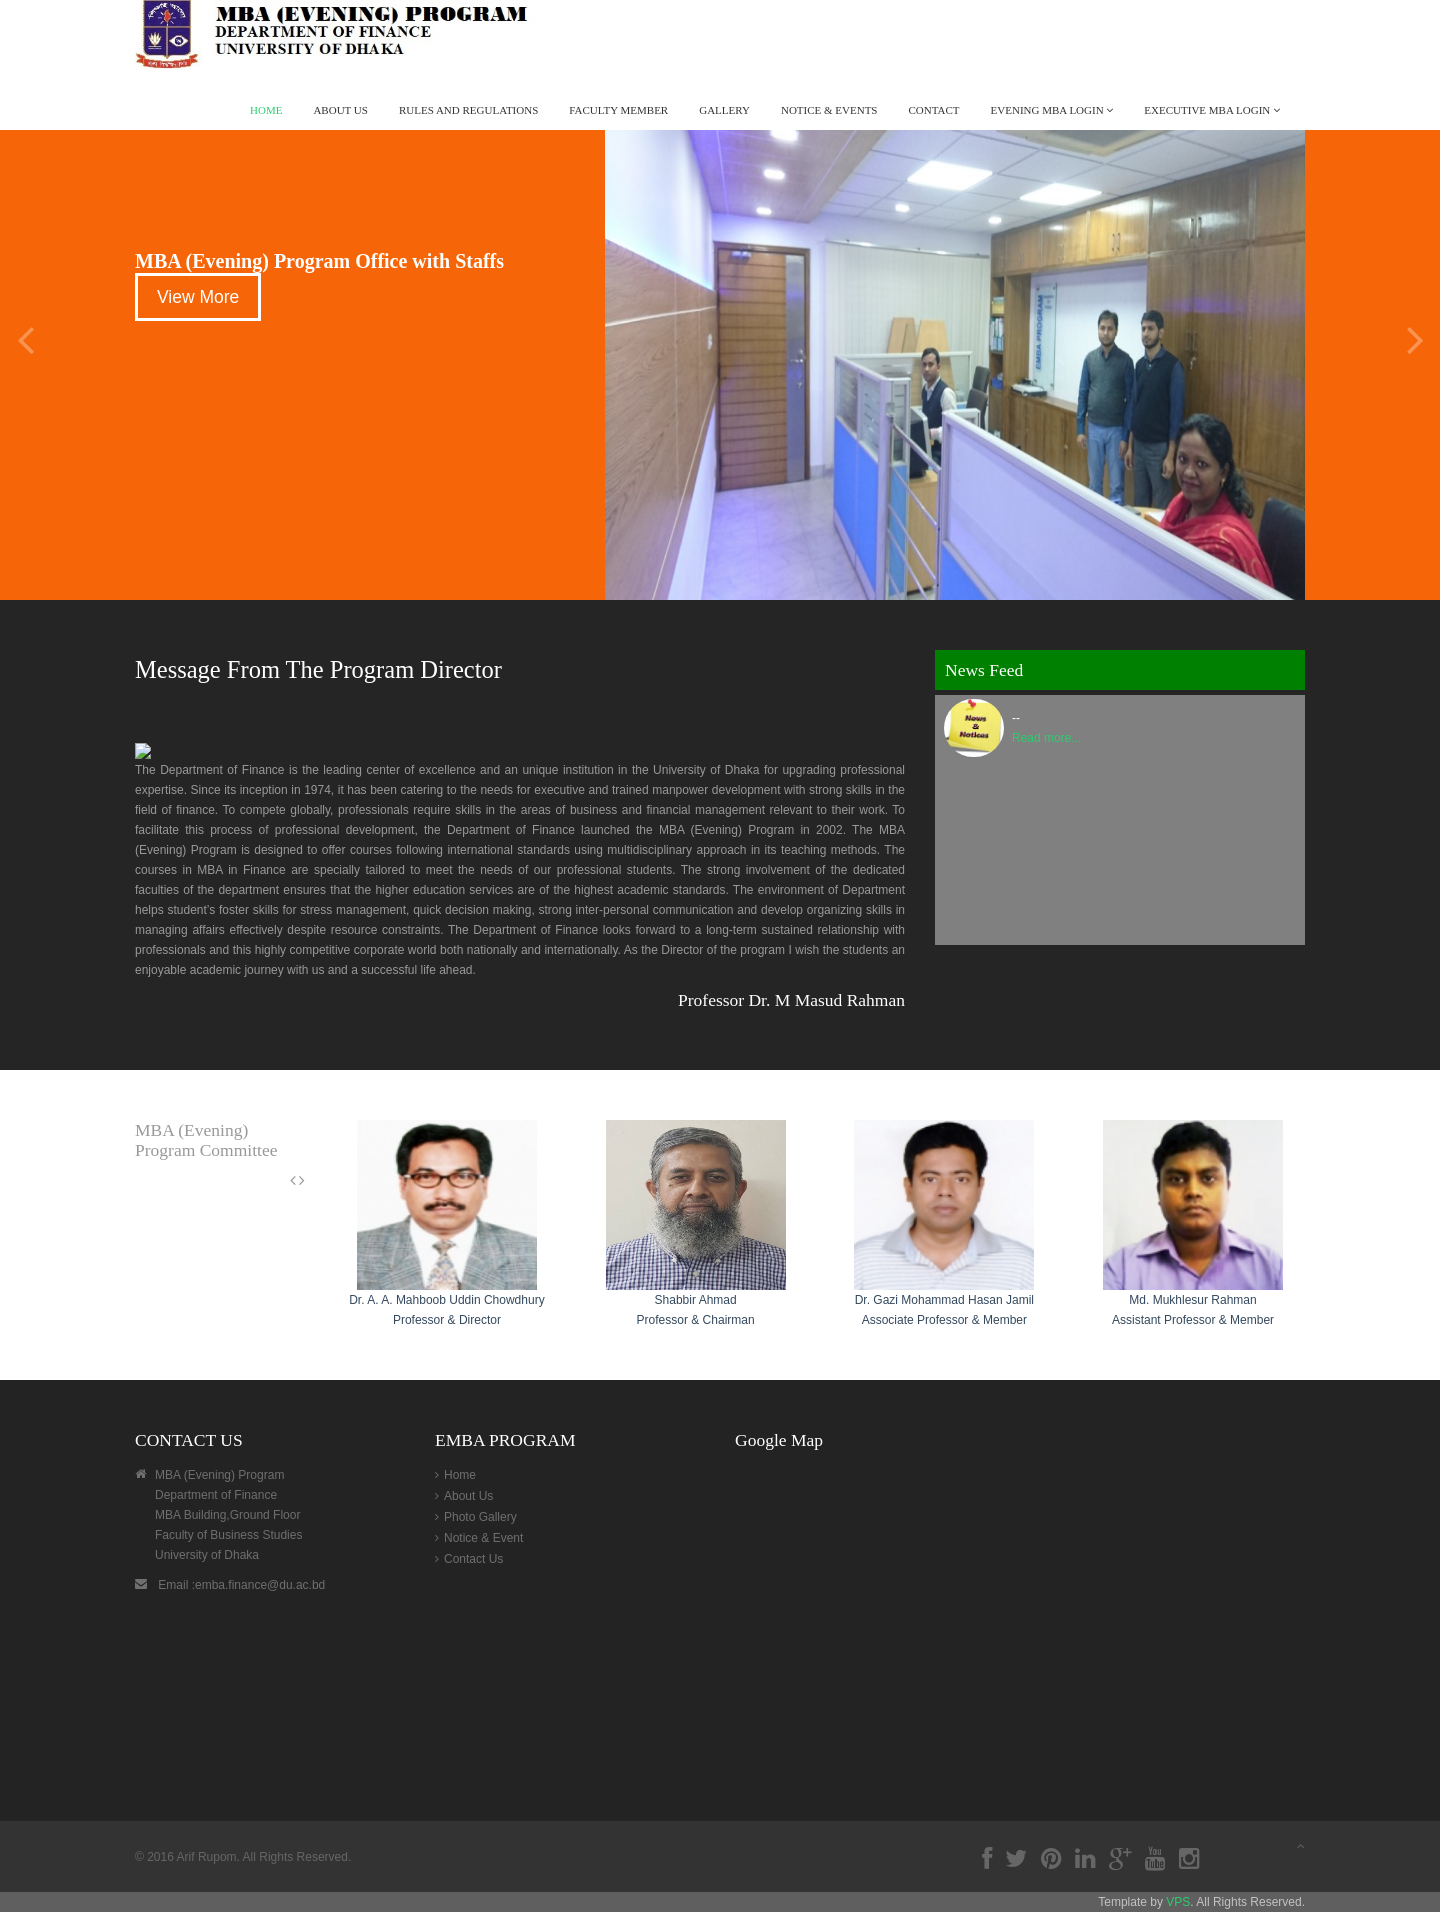 MBA (EVENING) PROGRAM
DEPARTMENT OF FINANCE
UNIVERSITY OF DHAKA
HOME ABOUT US RULES AND REGULATIONS FACULTY MEMBER GALLERY NOTICE & EVENTS CONTACT EVENING MBA LOGIN EXECUTIVE MBA LOGIN
MBA (Evening) Program Office with Staffs
View More
EMBA PROGRAM
Message From The Program Director
The Department of Finance is the leading center of excellence and an unique institution in the University of Dhaka for upgrading professional
expertise. Since its inception in 1974, it has been catering to the needs for executive and trained manpower development with strong skills in the
field of finance. To compete globally, professionals require skills in the areas of business and financial management relevant to their work. To
facilitate this process of professional development, the Department of Finance launched the MBA (Evening) Program in 2002. The MBA
(Evening) Program is designed to offer courses following international standards using multidisciplinary approach in its teaching methods. The
courses in MBA in Finance are specially tailored to meet the needs of our professional students. The strong involvement of the dedicated
faculties of the department ensures that the higher education services are of the highest academic standards. The environment of Department
helps student's foster skills for stress management, quick decision making, strong inter-personal communication and develop organizing skills in
managing affairs effectively despite resource constraints. The Department of Finance looks forward to a long-term sustained relationship with
professionals and this highly competitive corporate world both nationally and internationally. As the Director of the program I wish the students an
enjoyable academic journey with us and a successful life ahead.
Professor Dr. M Masud Rahman
News Feed
News
&
Notices
--
Read more...
MBA (Evening)
Program Committee
Dr. A. A. Mahboob Uddin Chowdhury
Professor & Director
Shabbir Ahmad
Professor & Chairman
Dr. Gazi Mohammad Hasan Jamil
Associate Professor & Member
Md. Mukhlesur Rahman
Assistant Professor & Member
CONTACT US
MBA (Evening) Program
Department of Finance
MBA Building,Ground Floor
Faculty of Business Studies
University of Dhaka
Email :emba.finance@du.ac.bd
EMBA PROGRAM
Home
About Us
Photo Gallery
Notice & Event
Contact Us
Google Map
© 2016 Arif Rupom. All Rights Reserved.
You
Tube
Template by VPS. All Rights Reserved.